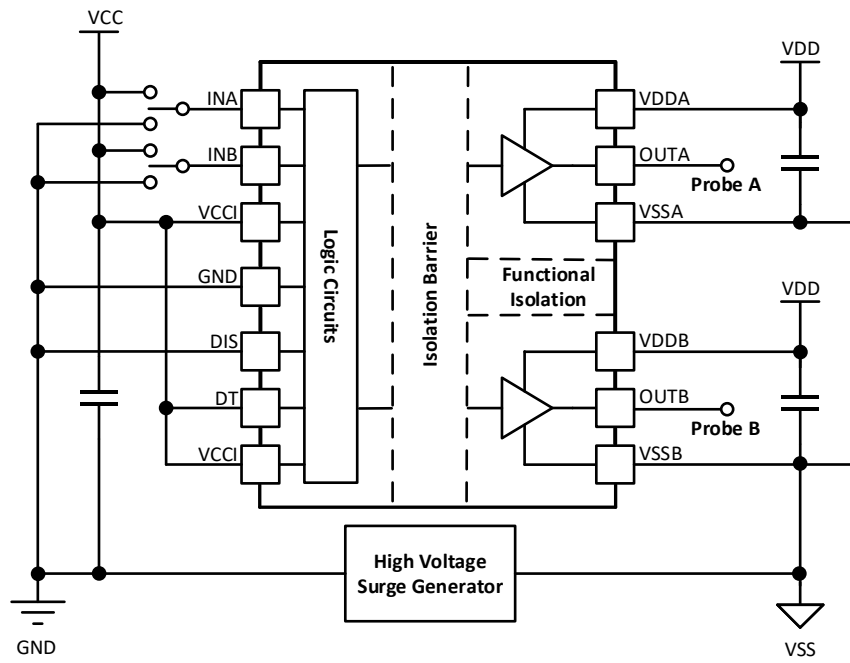 VCC
VDD
INA
VDDA
INB
OUTA
Probe A
VCCI
VSSA
Logic Circuits
Isolation Barrier
Functional
Isolation
GND
VDD
DIS
VDDB
DT
OUTB
Probe B
VCCI
VSSB
High Voltage
Surge Generator
GND
VSS